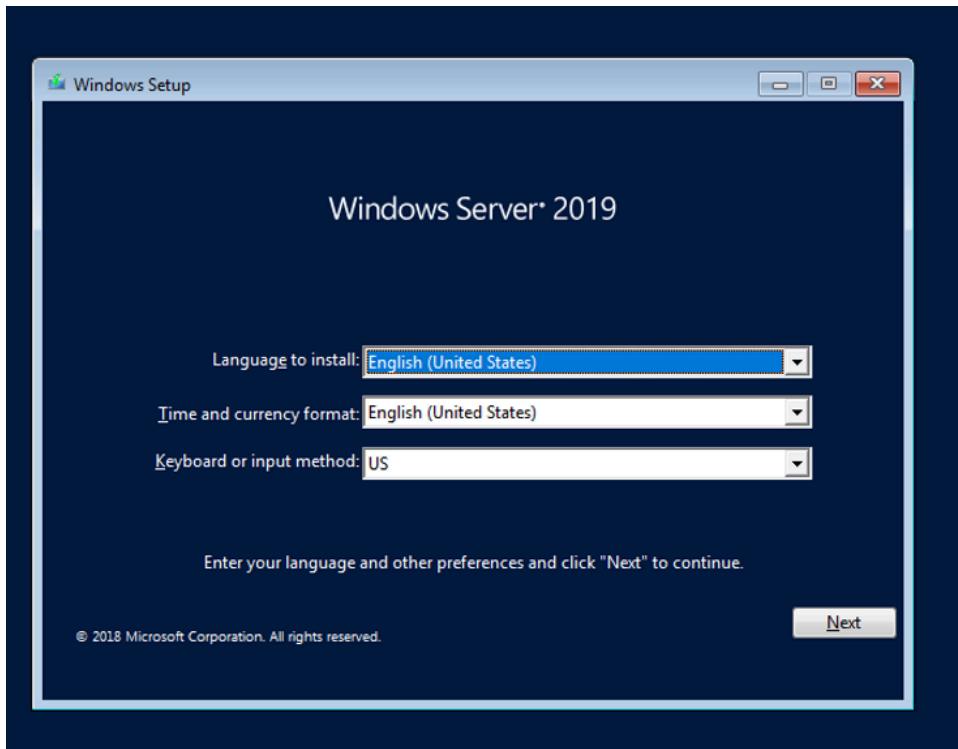 Windows Setup
Windows Server® 2019
Language to install: English (United States)
Time and currency format: English (United States)
Keyboard or input method: US
Enter your language and other preferences and click "Next" to continue.
Next
© 2018 Microsoft Corporation. All rights reserved.